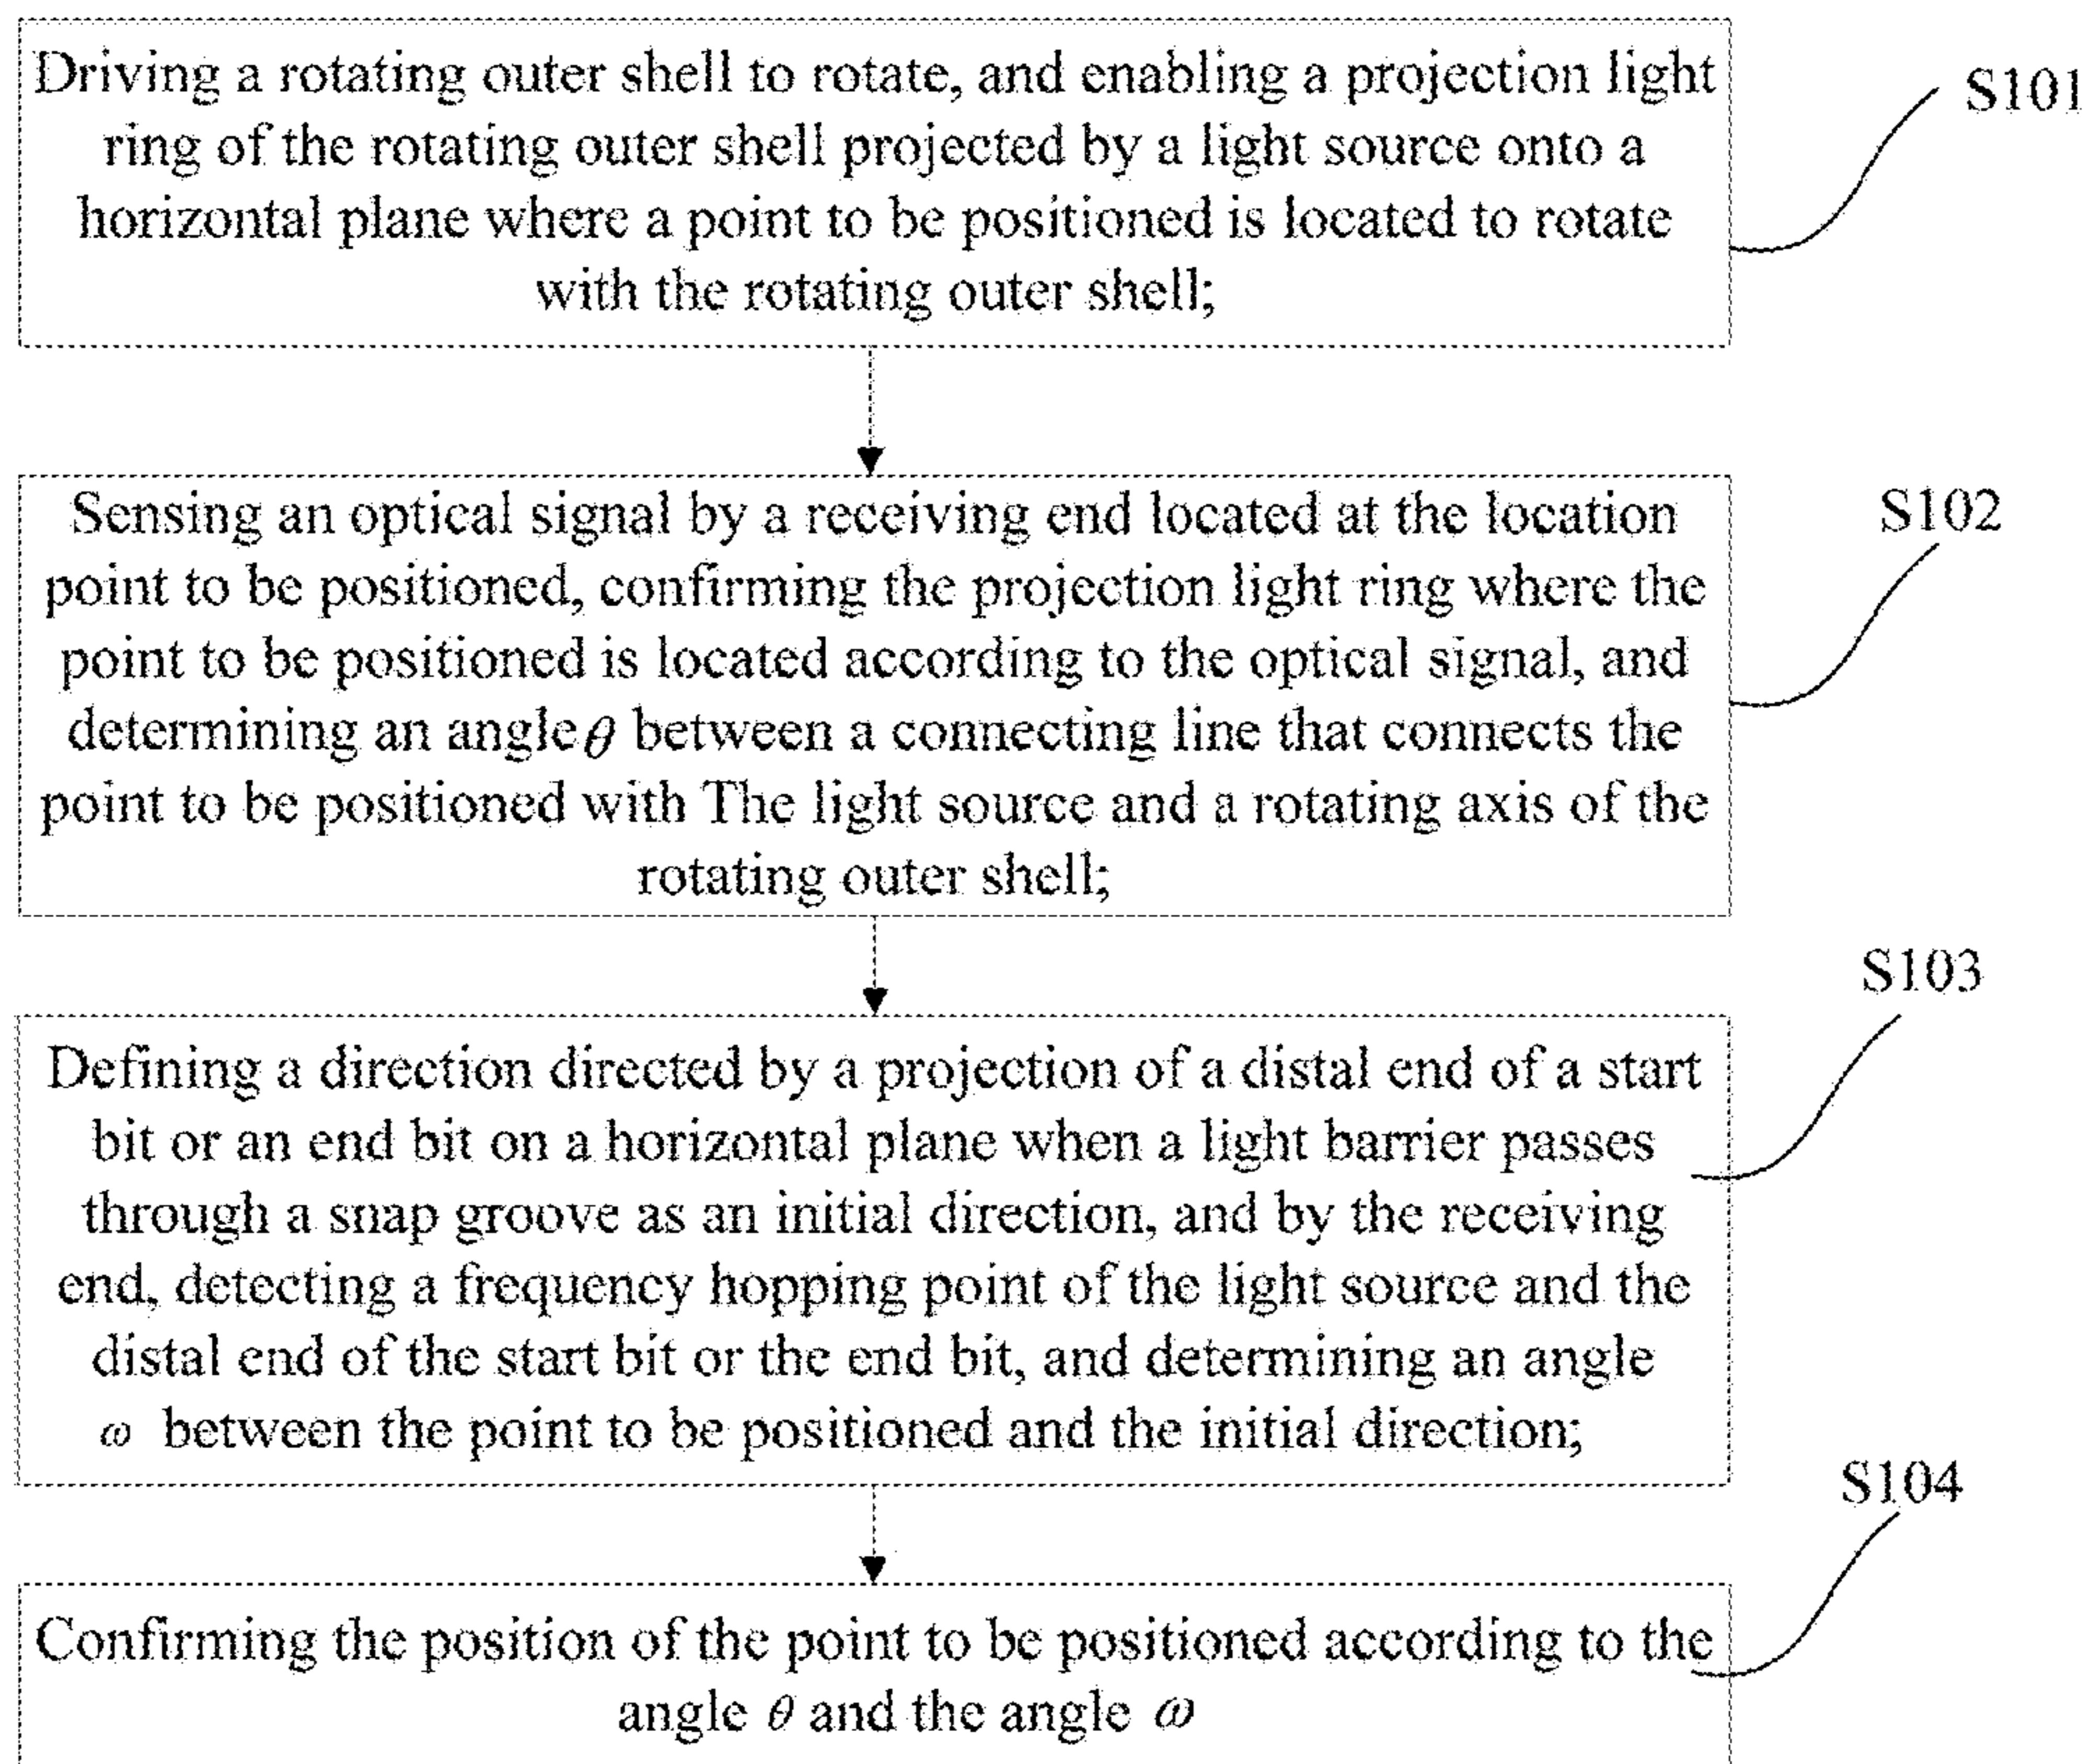 Driving a rotating outer shell to rotate, and enabling a projection light
ring of the rotating outer shell projected by a light source onto a
horizontal plane where a point to be positioned is located to rotate
with the rotating outer shell;
S101
Sensing an optical signal by a receiving end located at the location
point to be positioned, confirming the projection light ring where the
point to be positioned is located according to the optical signal, and
determining an angle θ between a connecting line that connects the
point to be positioned with The light source and a rotating axis of the
rotating outer shell;
S102
Defining a direction directed by a projection of a distal end of a start
bit or an end bit on a horizontal plane when a light barrier passes
through a snap groove as an initial direction, and by the receiving
end, detecting a frequency hopping point of the light source and the
distal end of the start bit or the end bit, and determining an angle
ω between the point to be positioned and the initial direction;
S103
Confirming the position of the point to be positioned according to the
angle θ and the angle ω
S104